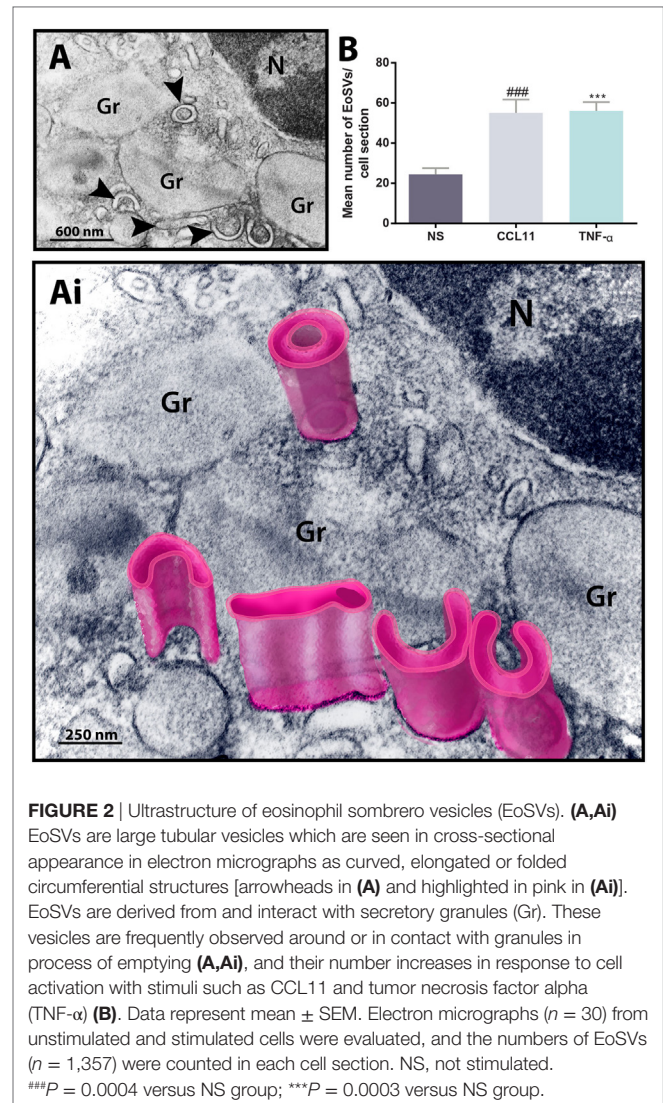 A
N
Gr
Gr
Gr
600 nm
B
Mean number of EoSVs/
cell section
80
60
40
20
0
###
***
NS
CCL11
TNF-α
Ai
N
Gr
Gr
Gr
250 nm
FIGURE 2 | Ultrastructure of eosinophil sombrero vesicles (EoSVs). (A,Ai)
EoSVs are large tubular vesicles which are seen in cross-sectional
appearance in electron micrographs as curved, elongated or folded
circumferential structures [arrowheads in (A) and highlighted in pink in (Ai)].
EoSVs are derived from and interact with secretory granules (Gr). These
vesicles are frequently observed around or in contact with granules in
process of emptying (A,Ai), and their number increases in response to cell
activation with stimuli such as CCL11 and tumor necrosis factor alpha
(TNF-α) (B). Data represent mean ± SEM. Electron micrographs (n = 30) from
unstimulated and stimulated cells were evaluated, and the numbers of EoSVs
(n = 1,357) were counted in each cell section. NS, not stimulated.
###P = 0.0004 versus NS group; ***P = 0.0003 versus NS group.